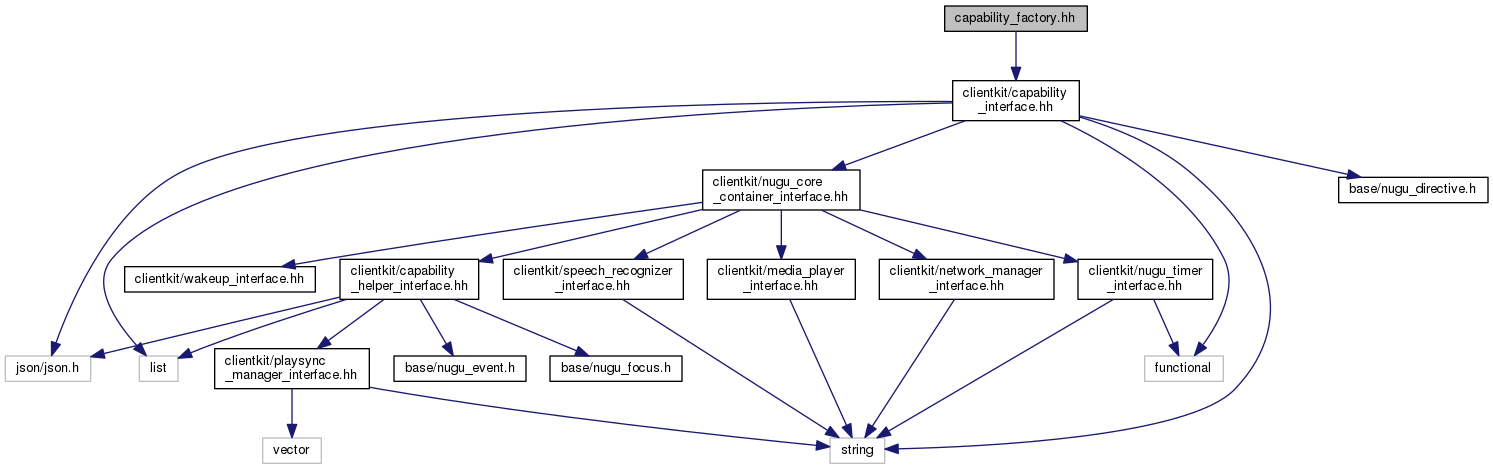 capability_factory.hh
clientkit/capability
_interface.hh
clientkit/nugu_core
_container_interface.hh
base/nugu_directive.h
clientkit/wakeup_interface.hh
clientkit/capability
_helper_interface.hh
clientkit/speech_recognizer
_interface.hh
clientkit/media_player
_interface.hh
clientkit/network_manager
_interface.hh
clientkit/nugu_timer
_interface.hh
json/json.h
list
clientkit/playsync
_manager_interface.hh
base/nugu_event.h
base/nugu_focus.h
functional
vector
string